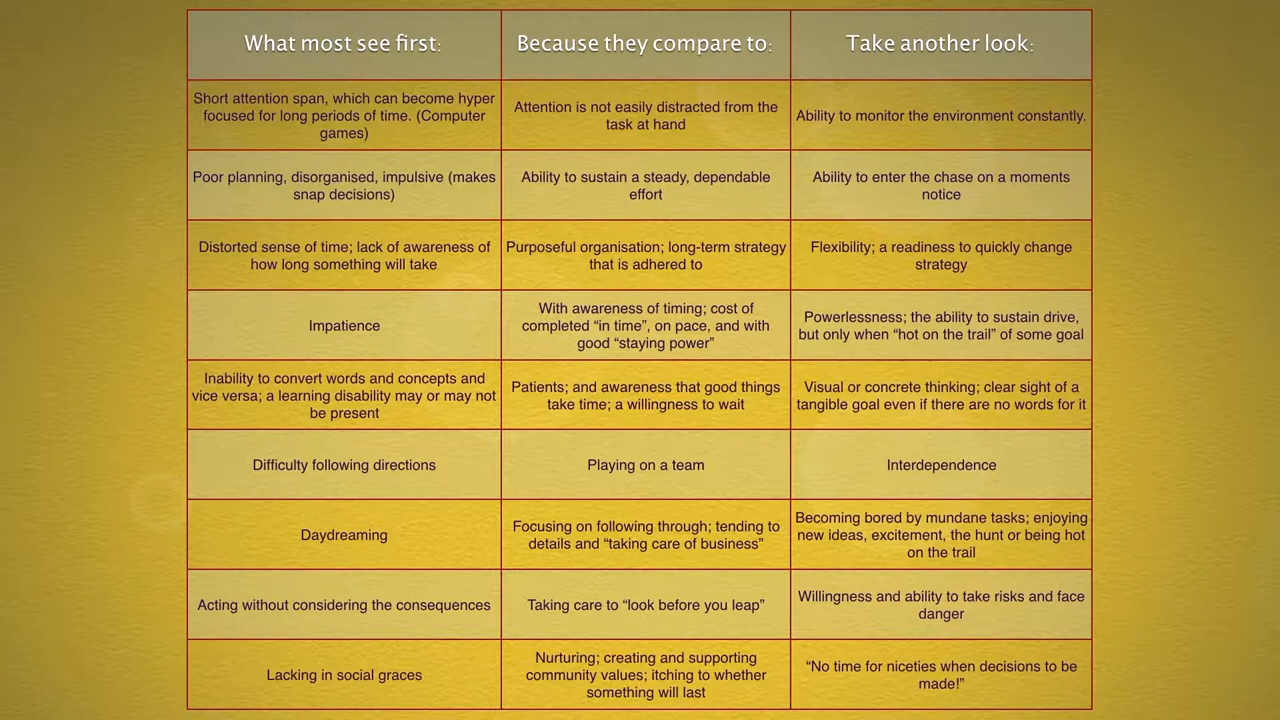 What most see first:
Because they compare to:
Take another look:
Short attention span, which can become hyper
focused for long periods of time. (Computer
games)
Attention is not easily distracted from the
task at hand
Ability to monitor the environment constantly.
Poor planning, disorganised, impulsive (makes
snap decisions)
Ability to sustain a steady, dependable
effort
Ability to enter the chase on a moments
notice
Distorted sense of time; lack of awareness of
how long something will take
Purposeful organisation; long-term strategy
that is adhered to
Flexibility; a readiness to quickly change
strategy
Impatience
With awareness of timing; cost of
completed “in time”, on pace, and with
good “staying power”
Powerlessness; the ability to sustain drive,
but only when “hot on the trail” of some goal
Inability to convert words and concepts and
vice versa; a learning disability may or may not
be present
Patients; and awareness that good things
take time; a willingness to wait
Visual or concrete thinking; clear sight of a
tangible goal even if there are no words for it
Difficulty following directions
Playing on a team
Interdependence
Daydreaming
Focusing on following through; tending to
details and “taking care of business”
Becoming bored by mundane tasks; enjoying
new ideas, excitement, the hunt or being hot
on the trail
Acting without considering the consequences
Taking care to “look before you leap”
Willingness and ability to take risks and face
danger
Lacking in social graces
Nurturing; creating and supporting
community values; itching to whether
something will last
“No time for niceties when decisions to be
made!”